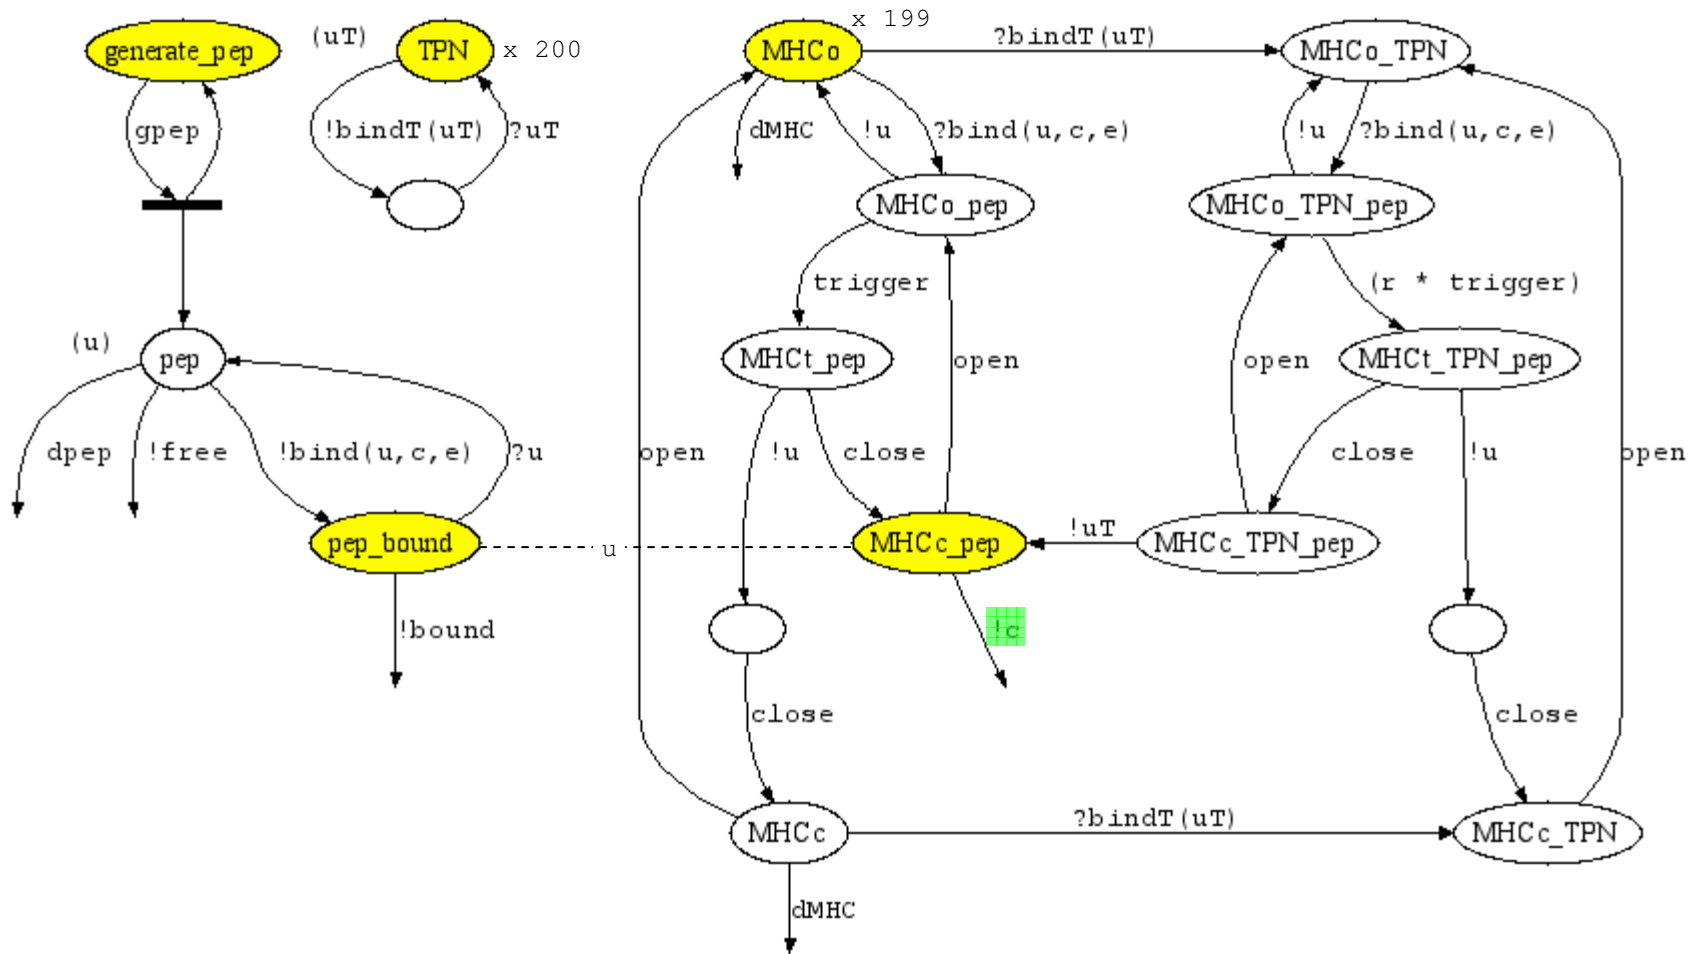 x 199
generate_pep
(uT)
TPN
x 200
MHCo
?bindT(uT)
MHCo_TPN
gpep
!bindT(uT)
?uT
dMHC
!u
?bind(u,c,e)
!u
?bind(u,c,e)
MHCo_pep
MHCo_TPN_pep
trigger
(r * trigger)
(u)
pep
MHCt_pep
open
open
MHCt_TPN_pep
dpep
!free
!bind(u,c,e)
?u
open
!u
close
close
!u
open
pep_bound
u
MHCc_pep
!uT
MHCc_TPN_pep
!bound
!c
close
close
?bindT(uT)
MHCc
MHCc_TPN
dMHC